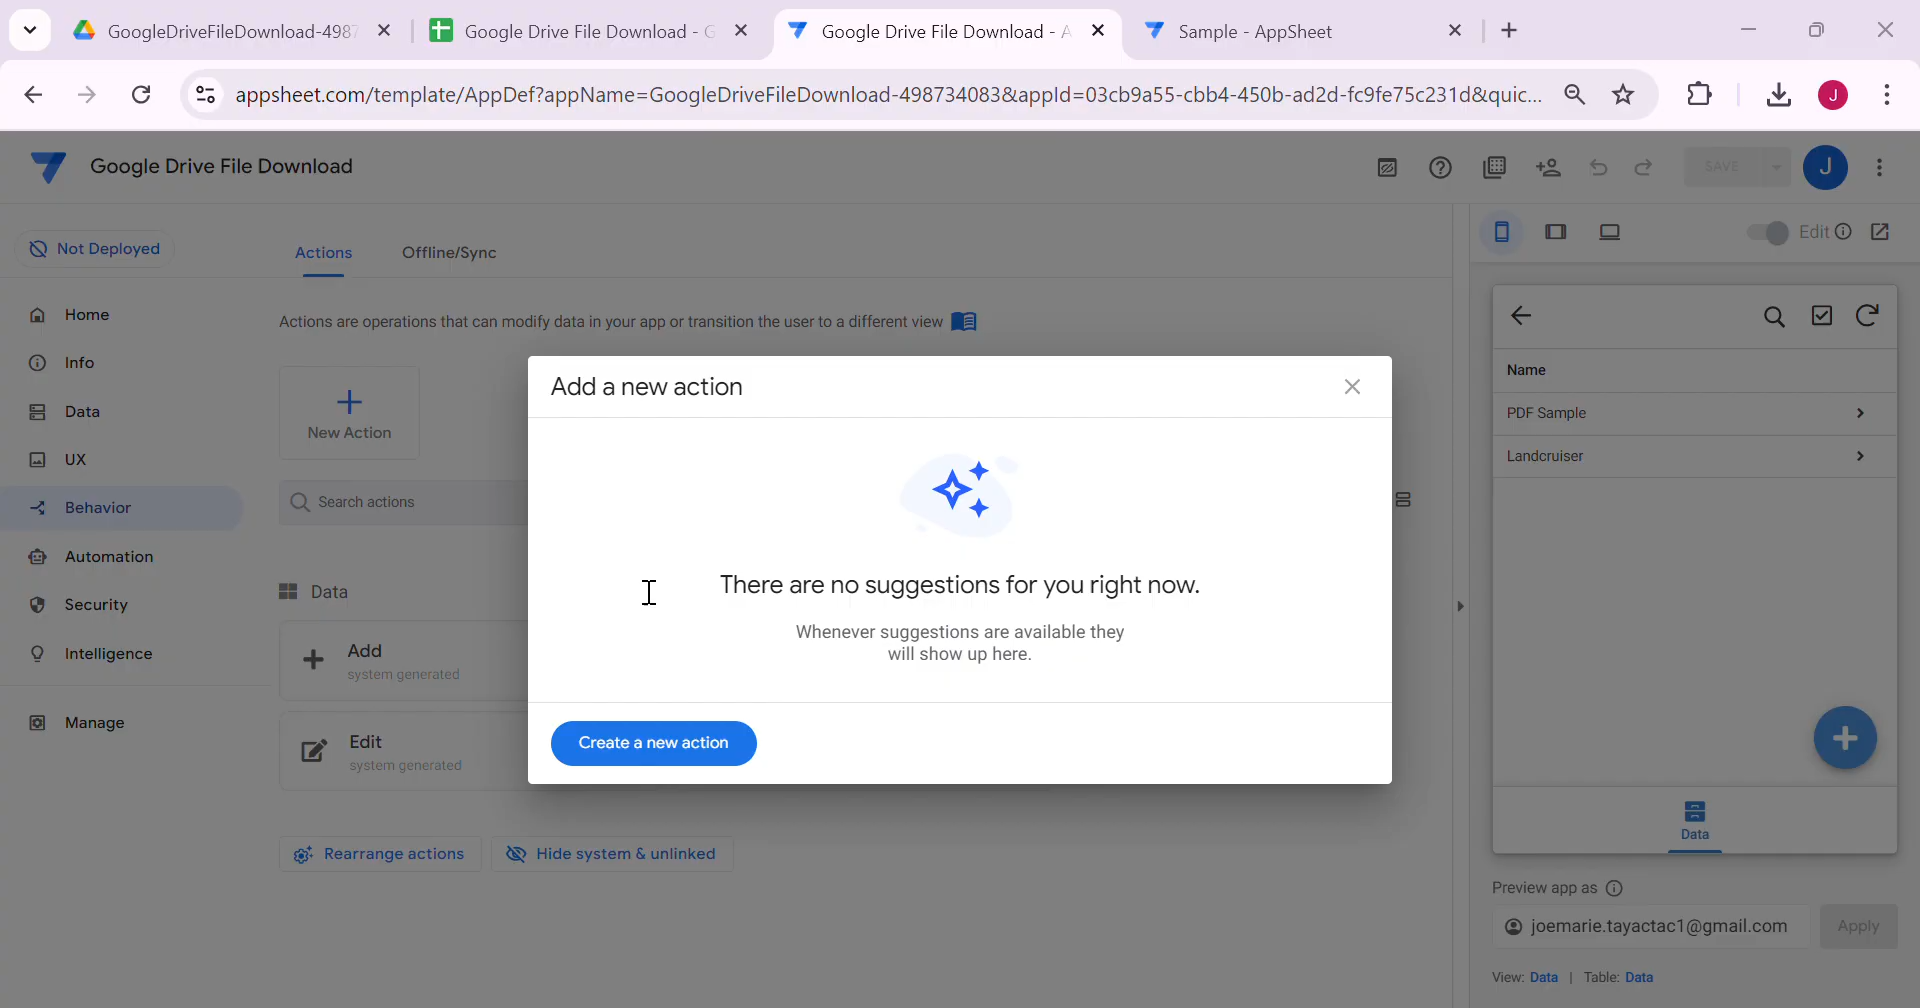 GoogleDriveFileDownload-4987
Google Drive File Download - G
Google Drive File Download - A
Sample - AppSheet
appsheet.com/template/AppDef?appName=GoogleDriveFileDownload-498734083&appId=03cb9a55-cbb4-450b-ad2d-fc9fe75c231d&quic...
J
Google Drive File Download
SAVE
J
Not Deployed
Actions
Offline/Sync
Edit
Home
Info
Data
UX
Behavior
Automation
Security
Intelligence
Manage
Actions are operations that can modify data in your app or transition the user to a different view
New Action
Search actions
Data
Add
system generated
Edit
system generated
Rearrange actions
Hide system & unlinked
Add a new action
There are no suggestions for you right now.
Whenever suggestions are available they
will show up here.
Create a new action
Name
PDF Sample
Landcruiser
Data
Preview app as
joemarie.tayactac1@gmail.com
Apply
View: Data | Table: Data